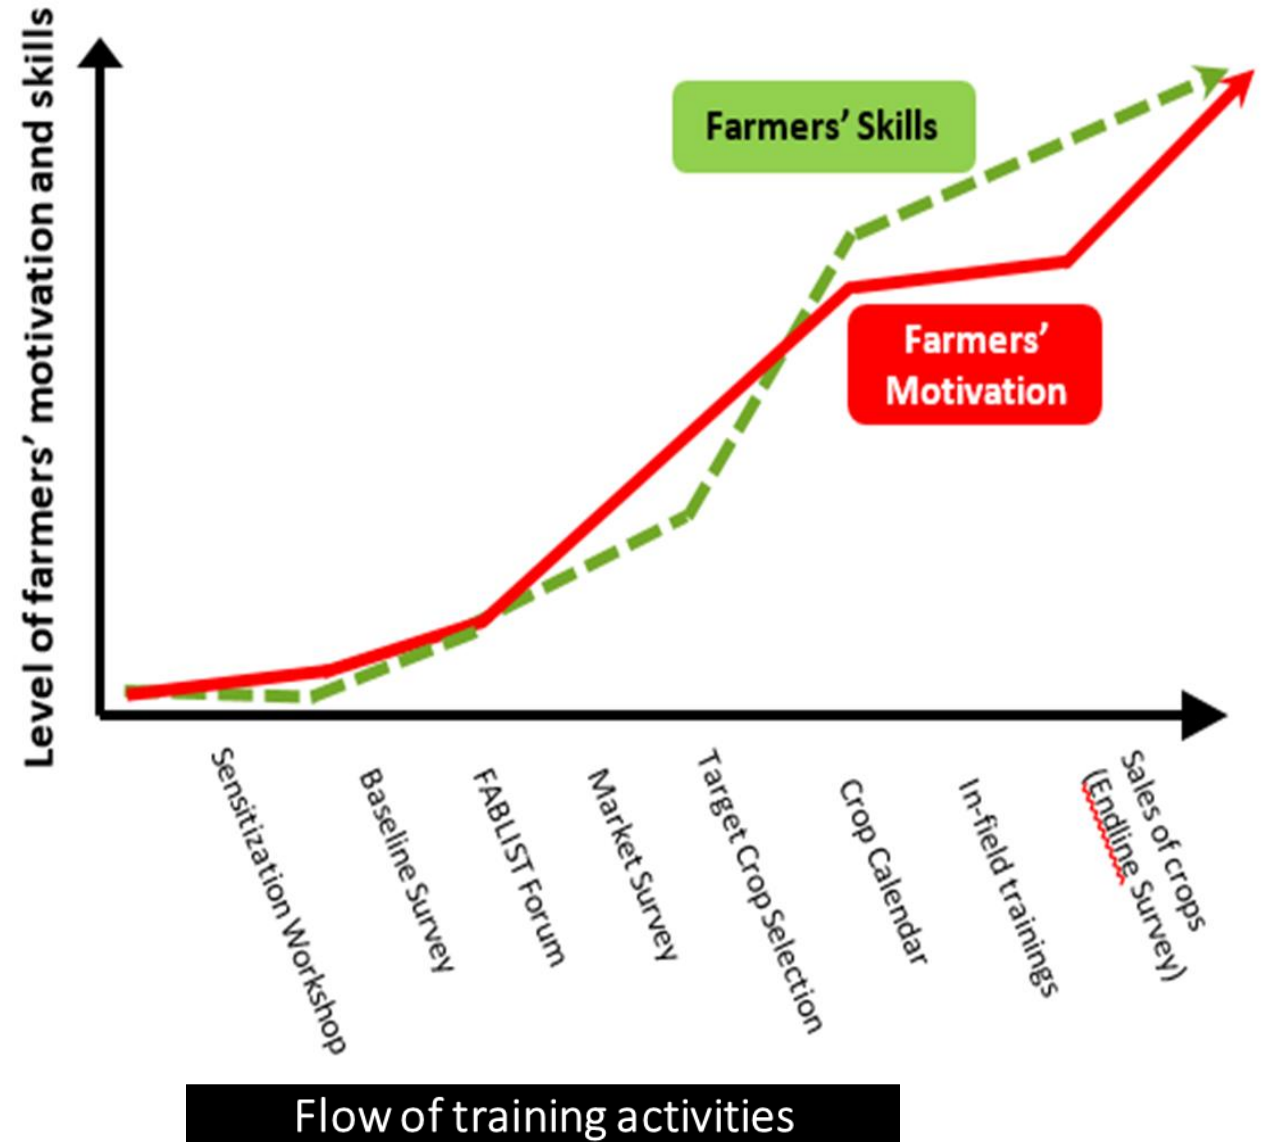 Level of farmers’ motivation and skills
Farmers’ Skills
Farmers’
Motivation
Sensitization Workshop
Baseline Survey
FABLIST Forum
Market Survey
Target Crop Selection
Crop Calendar
In-field trainings
Sales of crops
(Endline Survey)
Flow of training activities